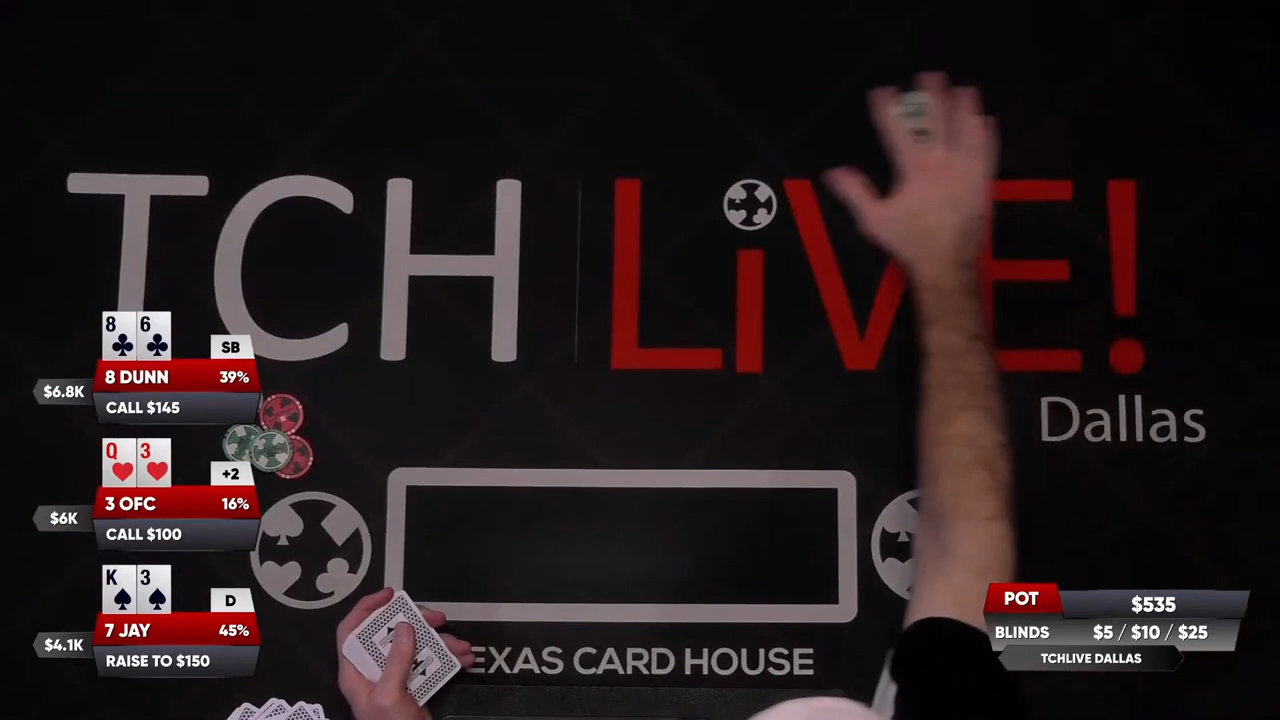 TCH LiVE!
Dallas
8 6
SB
8 DUNN 39%
$6.8K
CALL $145
Q 3
+2
3 OFC 16%
$6K
CALL $100
K 3
D
7 JAY 45%
$4.1K
RAISE TO $150
POT $535
BLINDS $5 / $10 / $25
TCHLIVE DALLAS
EXAS CARD HOUSE